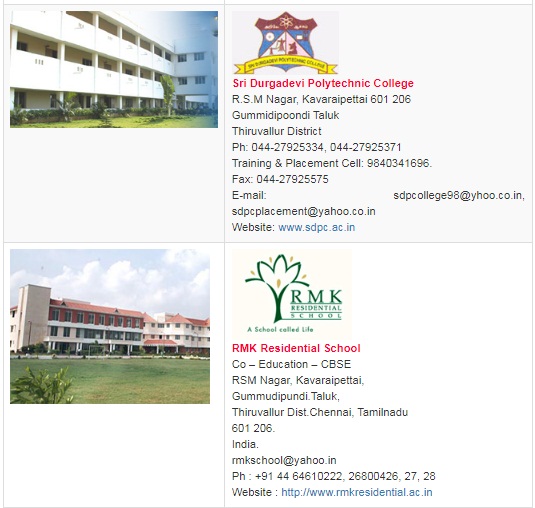 SRI DURGADEVI POLYTECHNIC COLLEGE
Sri Durgadevi Polytechnic College
R.S.M Nagar, Kavaraipettai 601 206
Gummidipoondi Taluk
Thiruvallur District
Ph: 044-27925334, 044-27925371
Training & Placement Cell: 9840341696.
Fax: 044-27925575
E-mail: sdpcollege98@yhoo.co.in,
sdpcplacement@yahoo.co.in
Website: www.sdpc.ac.in
RMK
RESIDENTIAL
SCHOOL
A School called Life
RMK Residential School
Co – Education – CBSE
RSM Nagar, Kavaraipettai,
Gummudipundi.Taluk,
Thiruvallur Dist.Chennai, Tamilnadu
601 206.
India.
rmkschool@yahoo.in
Ph : +91 44 64610222, 26800426, 27, 28
Website : http://www.rmkresidential.ac.in